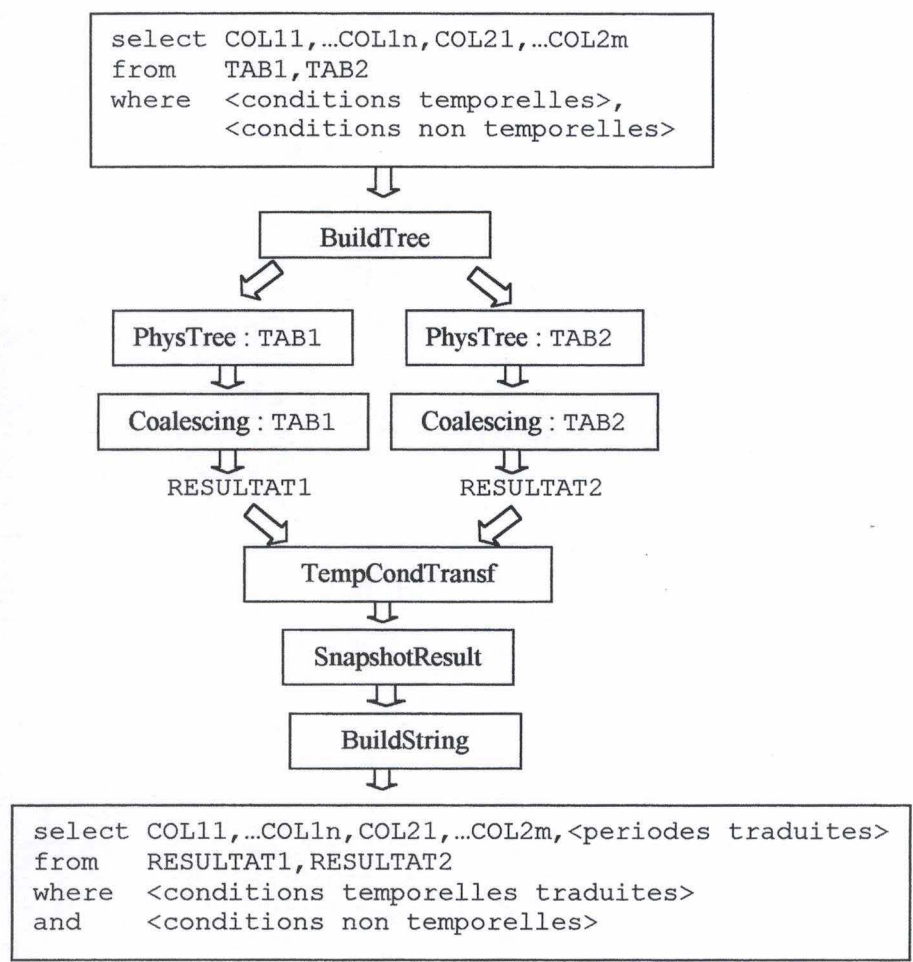 select COL11,…COL1n,COL21,…COL2m
from TAB1,TAB2
where <conditions temporelles>,
<conditions non temporelles>
BuildTree
PhysTree : TAB1 PhysTree : TAB2
Coalescing : TAB1 Coalescing : TAB2
RESULTAT1 RESULTAT2
TempCondTransf
SnapshotResult
BuildString
select COL11,…COL1n,COL21,…COL2m,<periodes traduites>
from RESULTAT1,RESULTAT2
where <conditions temporelles traduites>
and <conditions non temporelles>